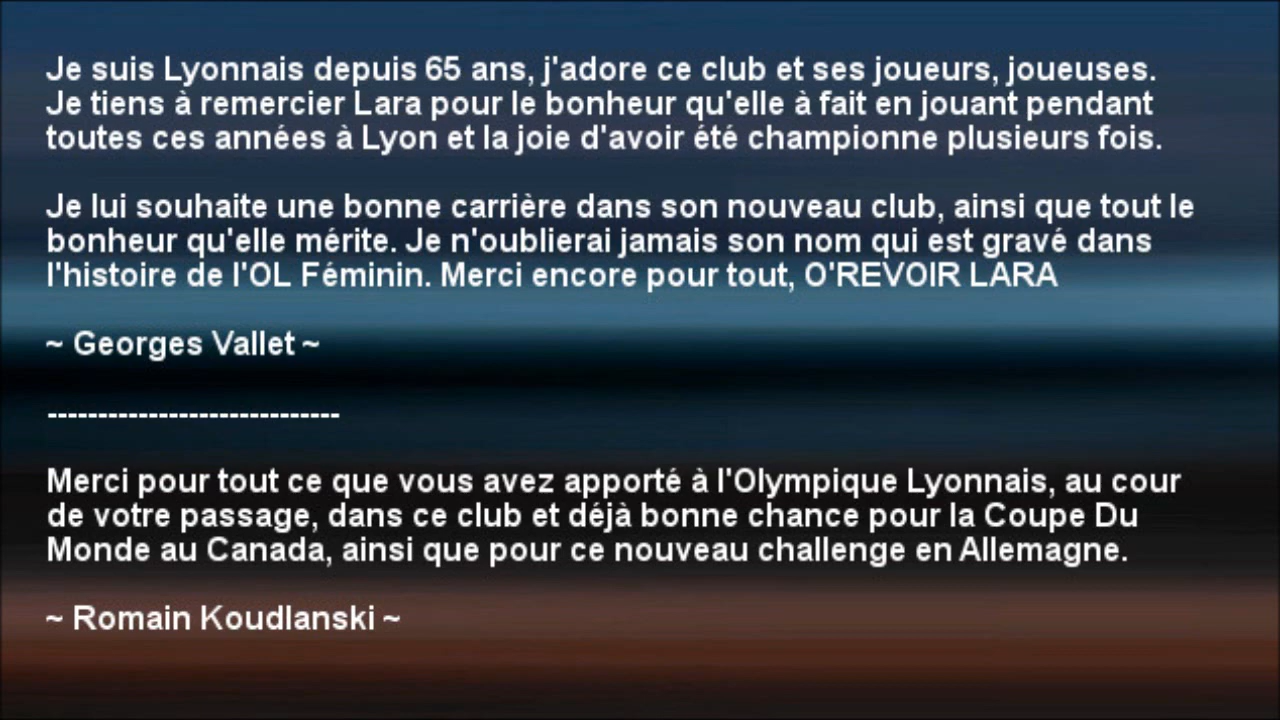 Je suis Lyonnais depuis 65 ans, j'adore ce club et ses joueurs, joueuses.
Je tiens à remercier Lara pour le bonheur qu'elle à fait en jouant pendant
toutes ces années à Lyon et la joie d'avoir été championne plusieurs fois.
Je lui souhaite une bonne carrière dans son nouveau club, ainsi que tout le
bonheur qu'elle mérite. Je n'oublierai jamais son nom qui est gravé dans
l'histoire de l'OL Féminin. Merci encore pour tout, O'REVOIR LARA
~ Georges Vallet ~
-----------------------------
Merci pour tout ce que vous avez apporté à l'Olympique Lyonnais, au cour
de votre passage, dans ce club et déjà bonne chance pour la Coupe Du
Monde au Canada, ainsi que pour ce nouveau challenge en Allemagne.
~ Romain Koudlanski ~